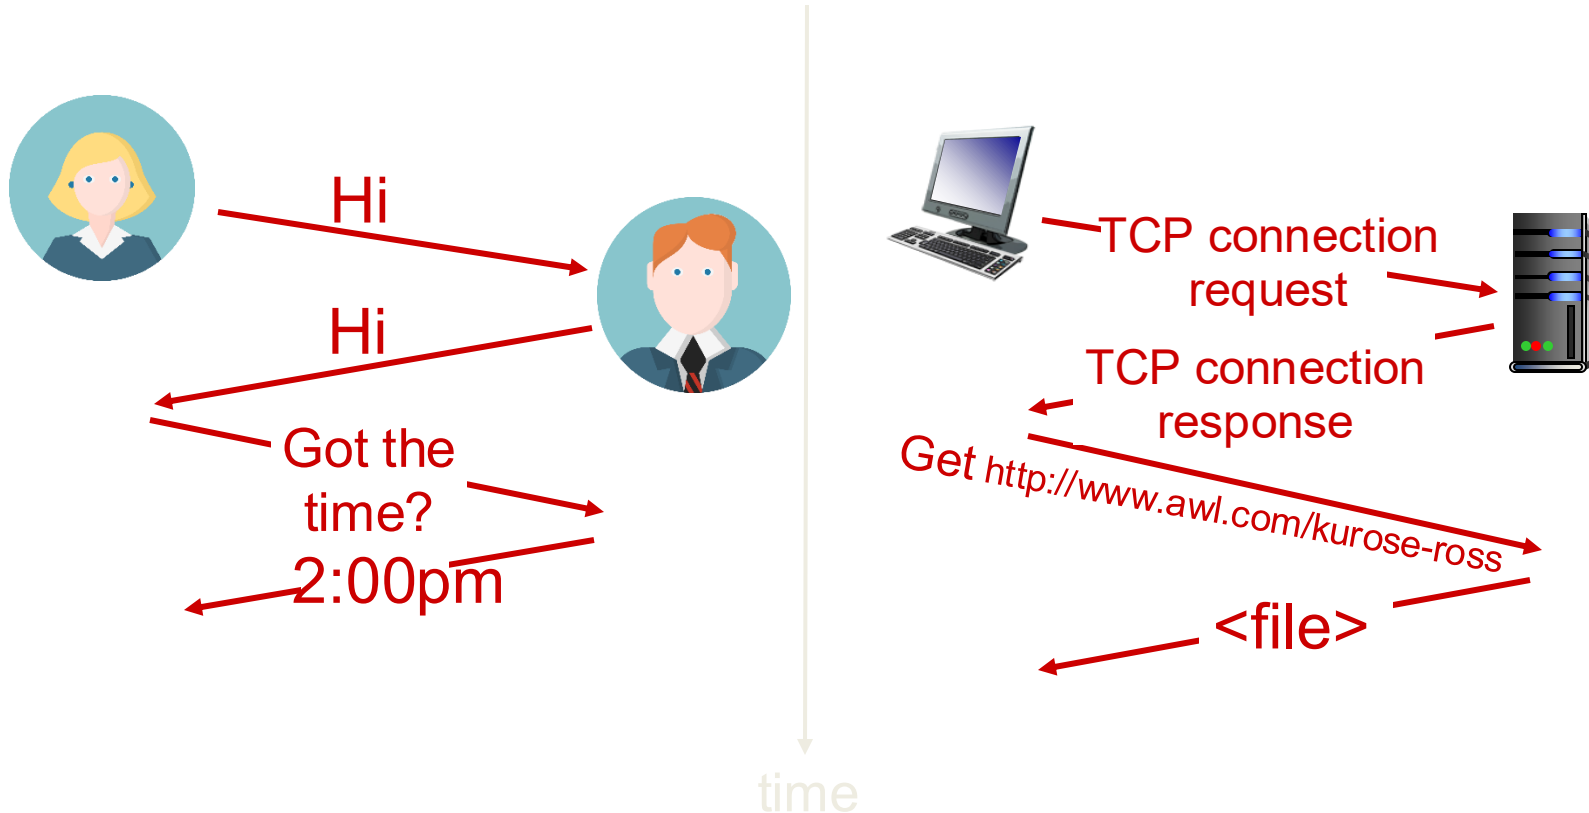 Hi
Hi
Got the
time?
2:00pm
TCP connection
request
TCP connection
response
Get http://www.awl.com/kurose-ross
<file>
time